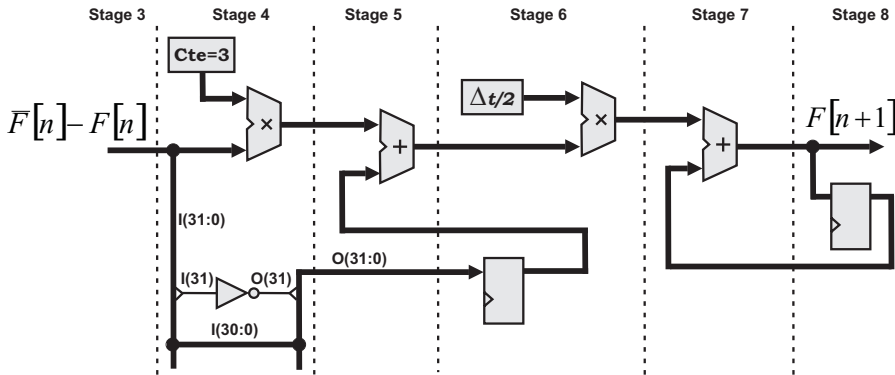 Stage 3 Stage 4 Stage 5 Stage 6 Stage 7 Stage 8
Cte=3
Δt/2
F̅[n]−F[n]
×
+
×
+
F[n+1]
I(31:0)
I(31) O(31)
O(31:0)
I(30:0)